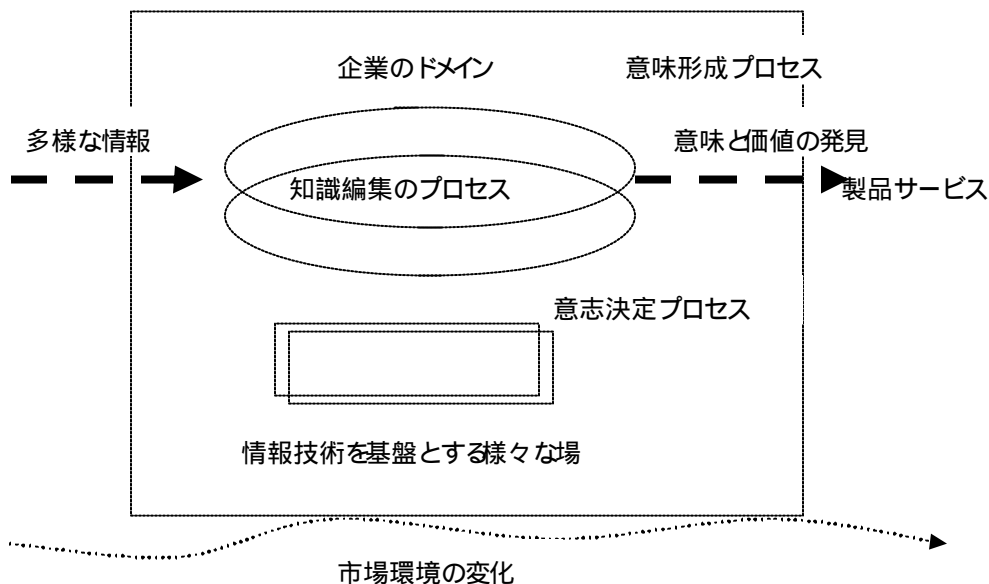 企業のドメイン
意味形成プロセス
多様な情報
意味と価値の発見
知識編集のプロセス
製品サービス
意志決定プロセス
情報技術を基盤とする様々な場
市場環境の変化